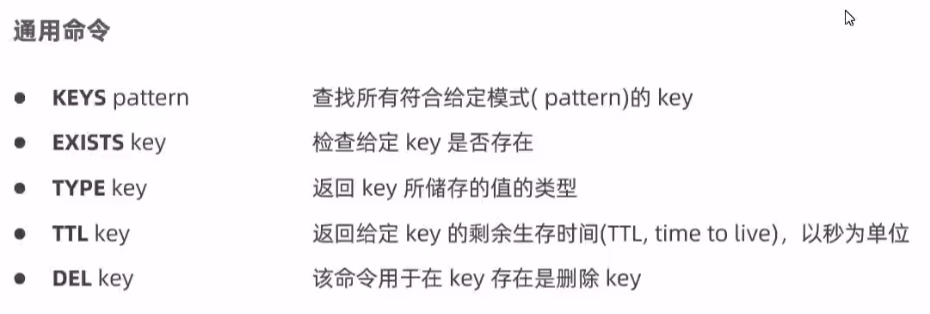 通用命令
● KEYS pattern 查找所有符合给定模式( pattern)的 key
● EXISTS key 检查给定 key 是否存在
● TYPE key 返回 key 所储存的值的类型
● TTL key 返回给定 key 的剩余生存时间(TTL, time to live)，以秒为单位
● DEL key 该命令用于在 key 存在是删除 key